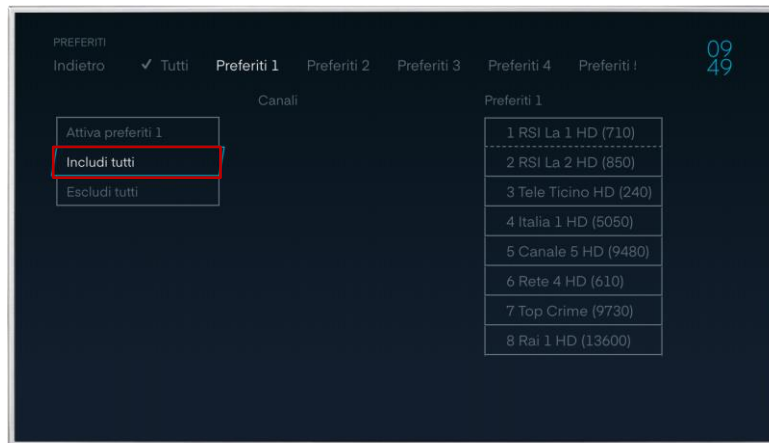 PREFERITI
Indietro ✓ Tutti Preferiti 1 Preferiti 2 Preferiti 3 Preferiti 4 Preferiti
09
49
Canali
Preferiti 1
Attiva preferiti 1
Includi tutti
Escludi tutti
1 RSI La 1 HD (710)
2 RSI La 2 HD (850)
3 Tele Ticino HD (240)
4 Italia 1 HD (5050)
5 Canale 5 HD (9480)
6 Rete 4 HD (610)
7 Top Crime (9730)
8 Rai 1 HD (13600)